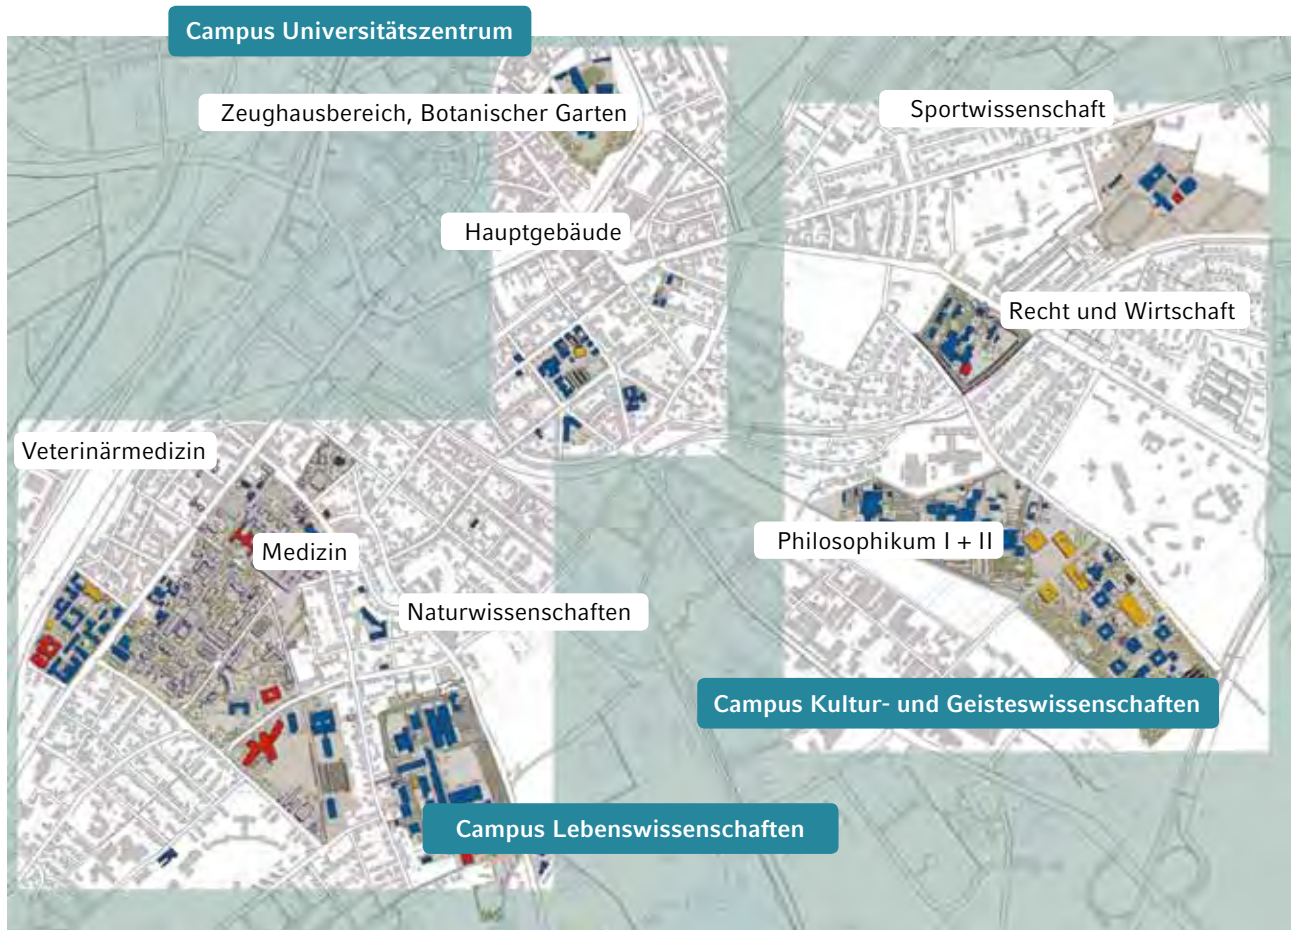 Campus Universitätszentrum
Zeughausbereich, Botanischer Garten
Sportwissenschaft
Hauptgebäude
Recht und Wirtschaft
Veterinärmedizin
Medizin
Philosophikum I + II
Naturwissenschaften
Campus Kultur- und Geisteswissenschaften
Campus Lebenswissenschaften